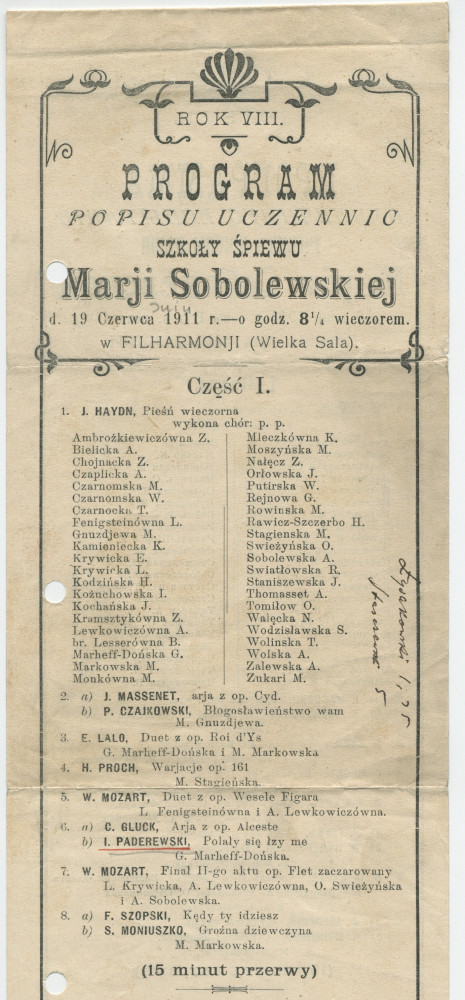 ROK VIII.
PROGRAM
POPISU UCZENNIC
SZKOŁY ŚPIEWU
Marji Sobolewskiej
d. 19 Czerwca 1911 r.—o godz. 8¼ wieczorem.
w FILHARMONJI (Wielka Sala).
Część I.
1. J. HAYDN, Pieśń wieczorna
wykona chór: p. p.
Ambrożkiewiczówna Z.
Bielicka A.
Chojnacka Z.
Czaplicka A.
Czarnomska M.
Czarnomska W.
Czarnocka T.
Fenigsteinówna L.
Gnuzdjewa M.
Kamieniecka K.
Krywicka E.
Krywicka L.
Kodzińska H.
Kożuchowska I.
Kochańska J.
Kramsztykówna Z.
Lewkowiczówna A.
br. Lesserówna B.
Marheff-Dońska G.
Markowska M.
Monkówna M.
Mleczkówna K.
Moszyńska M.
Nałęcz Z.
Orłowska J.
Putirska W.
Rejnowa G.
Rowinska M.
Rawicz-Szczerbo H.
Stagienska M.
Swieżyńska O.
Sobolewska A.
Swiatłowska R.
Staniszewska J.
Thomasset A.
Tomiłow O.
Walęcka N.
Wodzisławska S.
Wolinska T.
Wolska A.
Zalewska A.
Zukari M.
2. a) J. MASSENET, arja z op. Cyd.
b) P. CZAJKOWSKI, Błogosławieństwo wam
M. Gnuzdjewa.
3. E. LALO, Duet z op. Roi d'Ys
G. Marheff-Dońska i M. Markowska
4. H. PROCH, Warjacje op. 161
M. Stagieńska.
5. W. MOZART, Duet z op. Wesele Figara
L. Fenigsteinówna i A. Lewkowiczówna.
6. a) C. GLUCK, Arja z op. Alceste
b) I. PADEREWSKI, Polały się łzy me
G. Marheff-Dońska.
7. W. MOZART, Finał II-go aktu op. Flet zaczarowany
L. Krywicka, A. Lewkowiczówna, O. Swieżyńska
i A. Sobolewska.
8. a) F. SZOPSKI, Kędy ty idziesz
b) S. MONIUSZKO, Groźna dziewczyna
M. Markowska.
(15 minut przerwy)